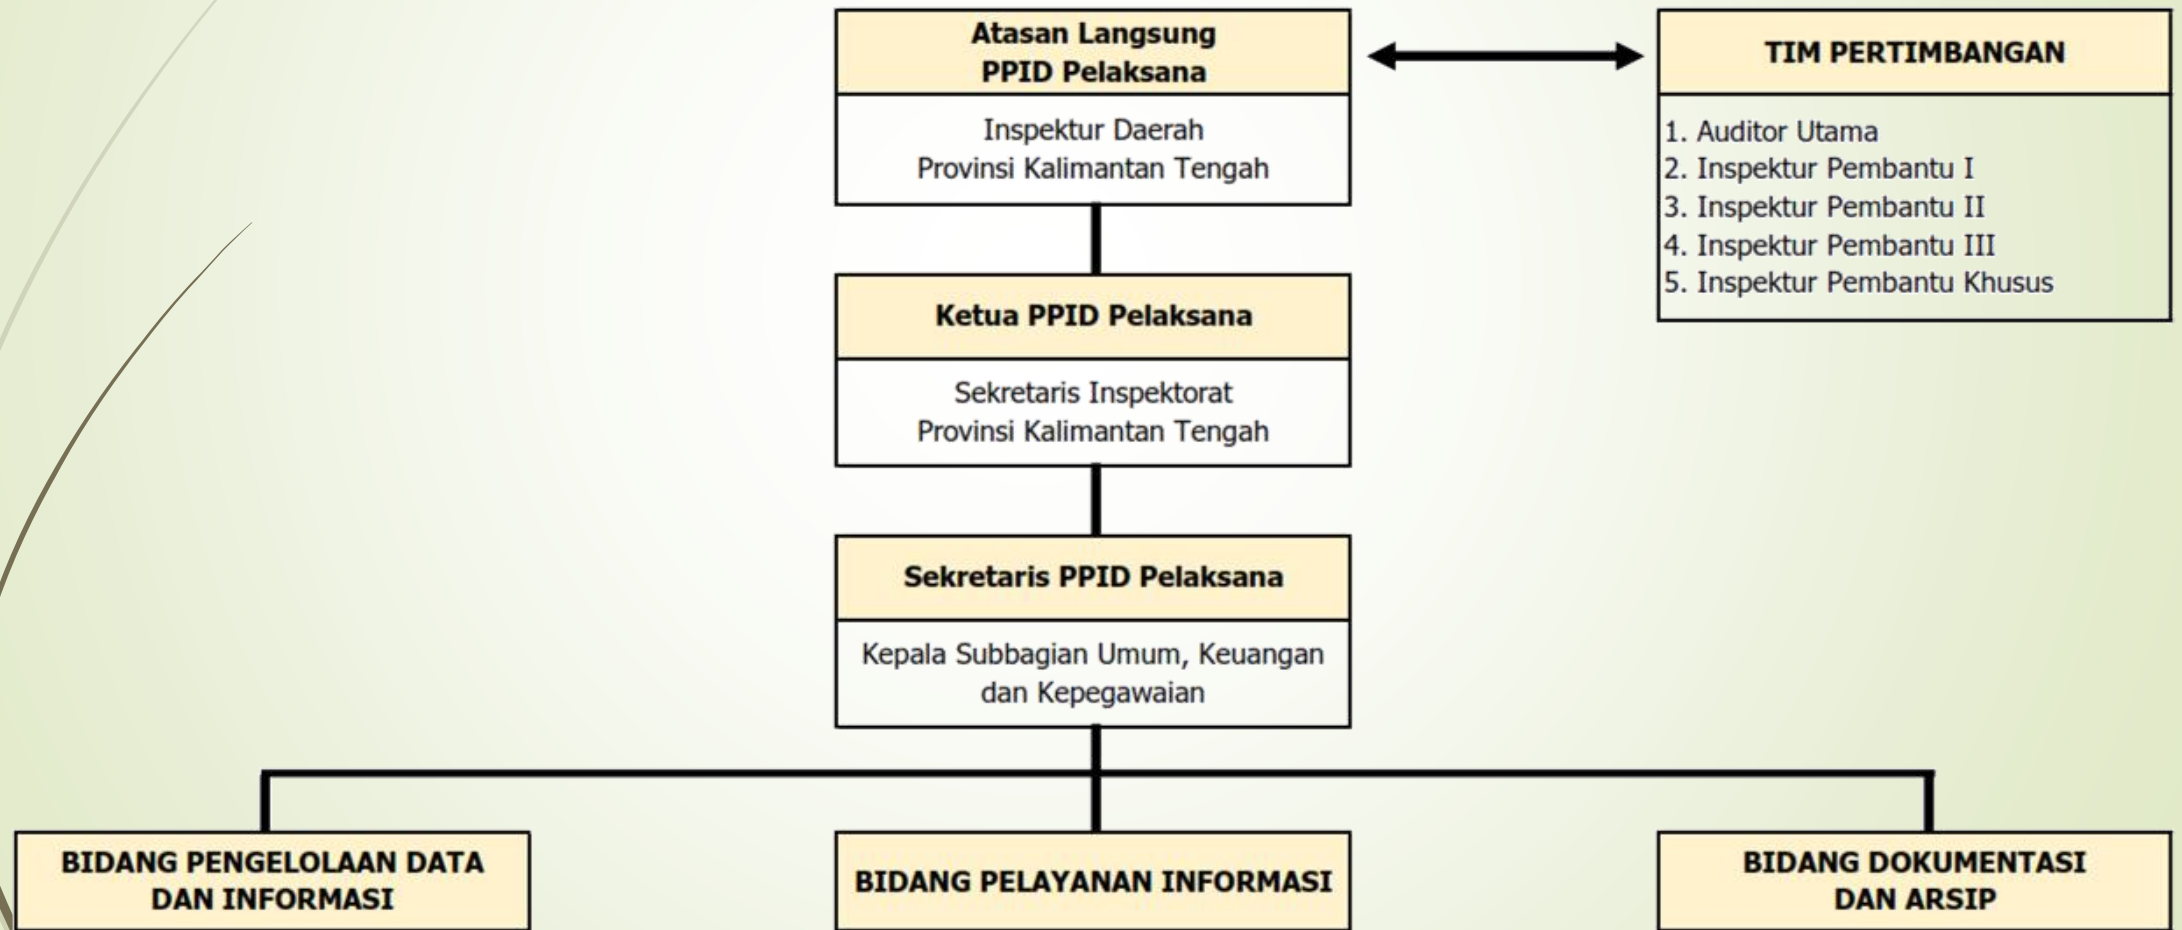 Atasan Langsung
PPID Pelaksana
Inspektur Daerah
Provinsi Kalimantan Tengah
TIM PERTIMBANGAN
1. Auditor Utama
2. Inspektur Pembantu I
3. Inspektur Pembantu II
4. Inspektur Pembantu III
5. Inspektur Pembantu Khusus
Ketua PPID Pelaksana
Sekretaris Inspektorat
Provinsi Kalimantan Tengah
Sekretaris PPID Pelaksana
Kepala Subbagian Umum, Keuangan
dan Kepegawaian
BIDANG PENGELOLAAN DATA
DAN INFORMASI
BIDANG PELAYANAN INFORMASI
BIDANG DOKUMENTASI
DAN ARSIP